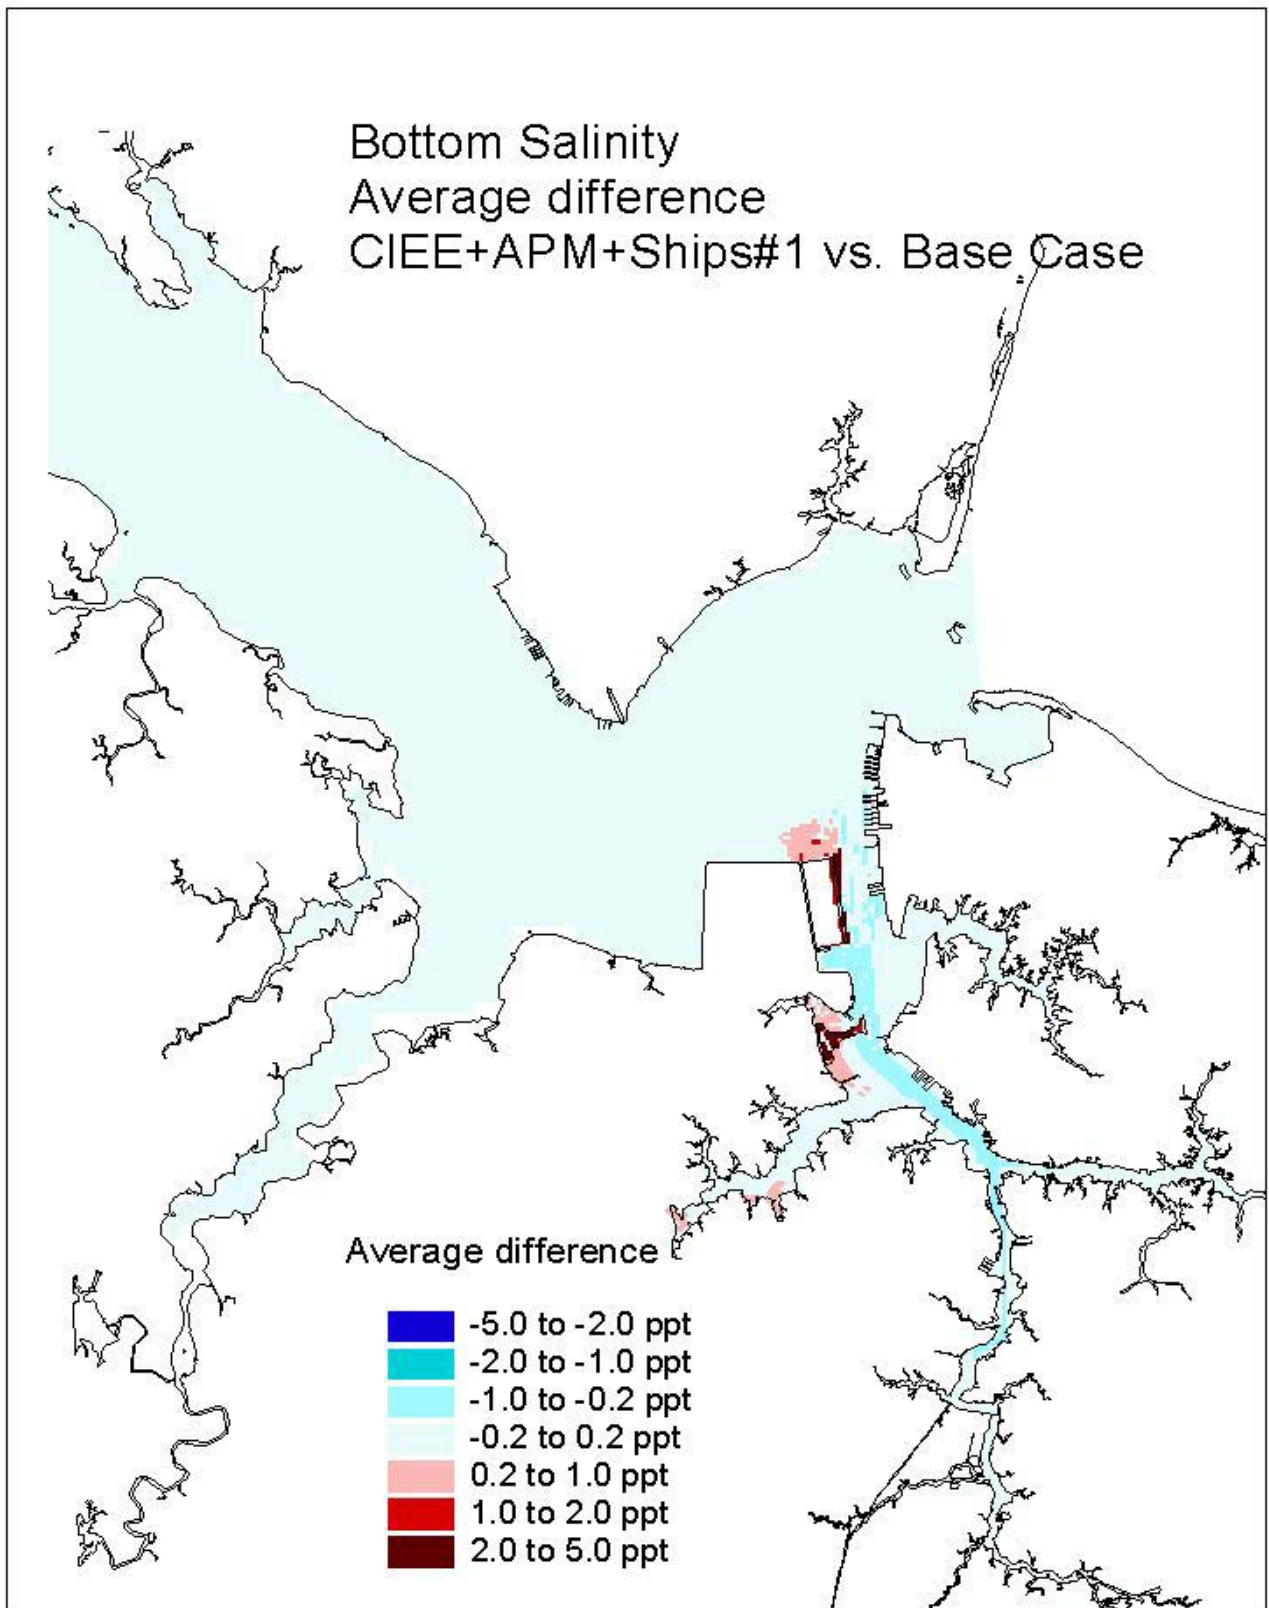 Bottom Salinity
Average difference
CIEE+APM+Ships#1 vs. Base Case
Average difference
-5.0 to -2.0 ppt
-2.0 to -1.0 ppt
-1.0 to -0.2 ppt
-0.2 to 0.2 ppt
0.2 to 1.0 ppt
1.0 to 2.0 ppt
2.0 to 5.0 ppt